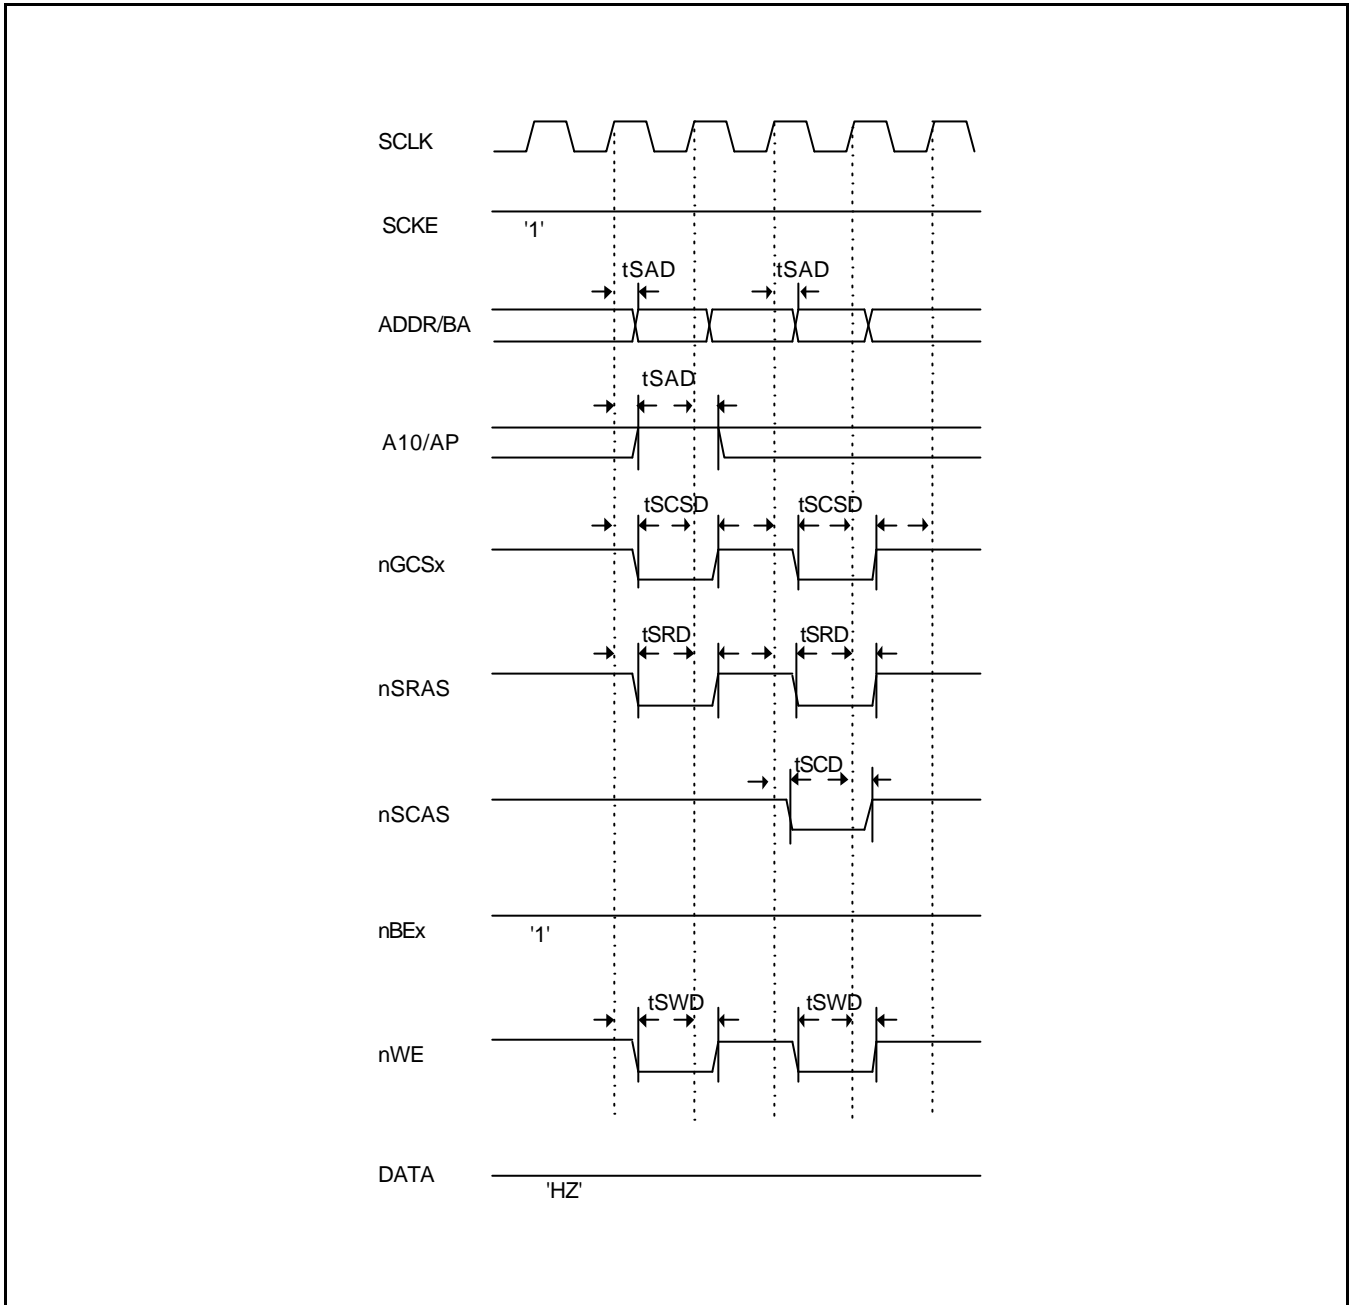 SCLK
SCKE
'1'
tSAD tSAD
ADDR/BA
tSAD
A10/AP
tSCSD tSCSD
nGCSx
tSRD tSRD
nSRAS
tSCD
nSCAS
nBEx
'1'
tSWD tSWD
nWE
DATA
'HZ'